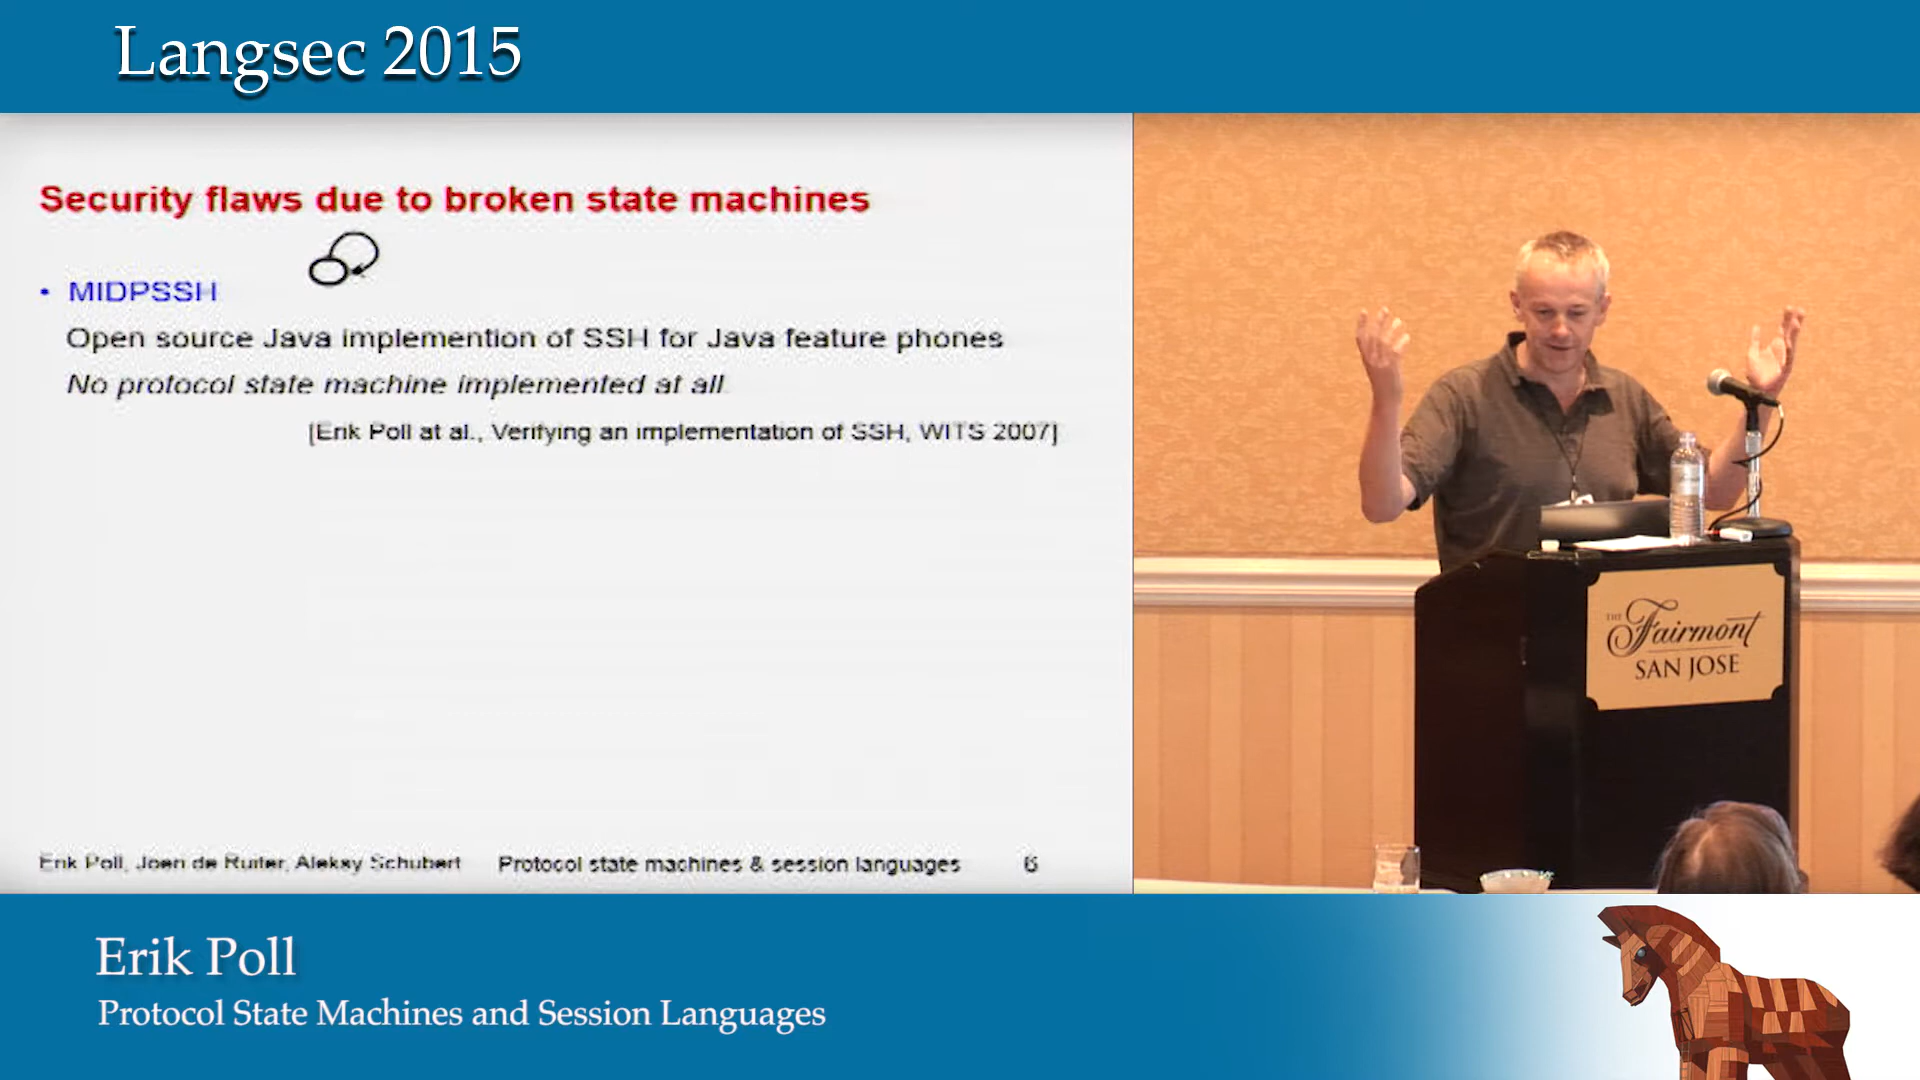 Langsec 2015
Security flaws due to broken state machines
• MIDPSSH
Open source Java implemention of SSH for Java feature phones
No protocol state machine implemented at all
[Erik Poll at al., Verifying an implementation of SSH, WITS 2007]
Erik Poll, Joeri de Ruiter, Aleksy Schubert Protocol state machines & session languages 6
THE
Fairmont
SAN JOSE
Erik Poll
Protocol State Machines and Session Languages